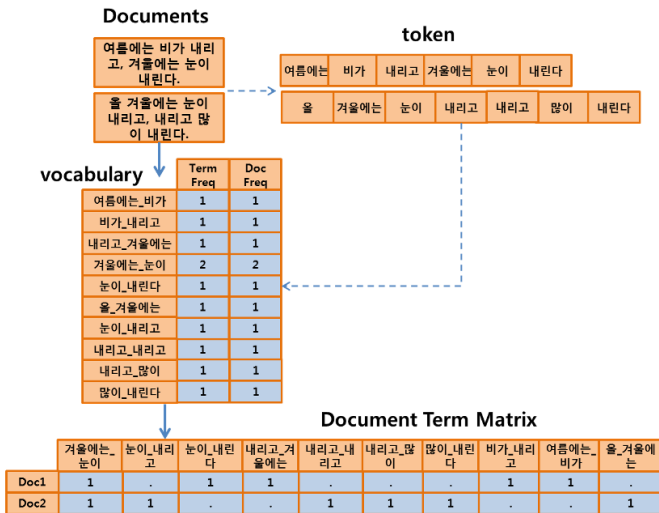 Documents
여름에는 비가 내리
고, 겨울에는 눈이
내린다.
올 겨울에는 눈이
내리고, 내리고 많
이 내린다.
token
여름에는 비가 내리고 겨울에는 눈이 내린다
올 겨울에는 눈이 내리고 내리고 많이 내린다
vocabulary
Term Freq Doc Freq
여름에는_비가 1 1
비가_내리고 1 1
내리고_겨울에는 1 1
겨울에는_눈이 2 2
눈이_내린다 1 1
올_겨울에는 1 1
눈이_내리고 1 1
내리고_내리고 1 1
내리고_많이 1 1
많이_내린다 1 1
Document Term Matrix
겨울에는_눈이 눈이_내리고 눈이_내린다 내리고_겨울에는 내리고_내리고 내리고_많이 많이_내린다 비가_내리고 여름에는_비가 올_겨울에는
Doc1 1 . 1 1 . . . 1 1 .
Doc2 1 1 . . 1 1 1 . . 1